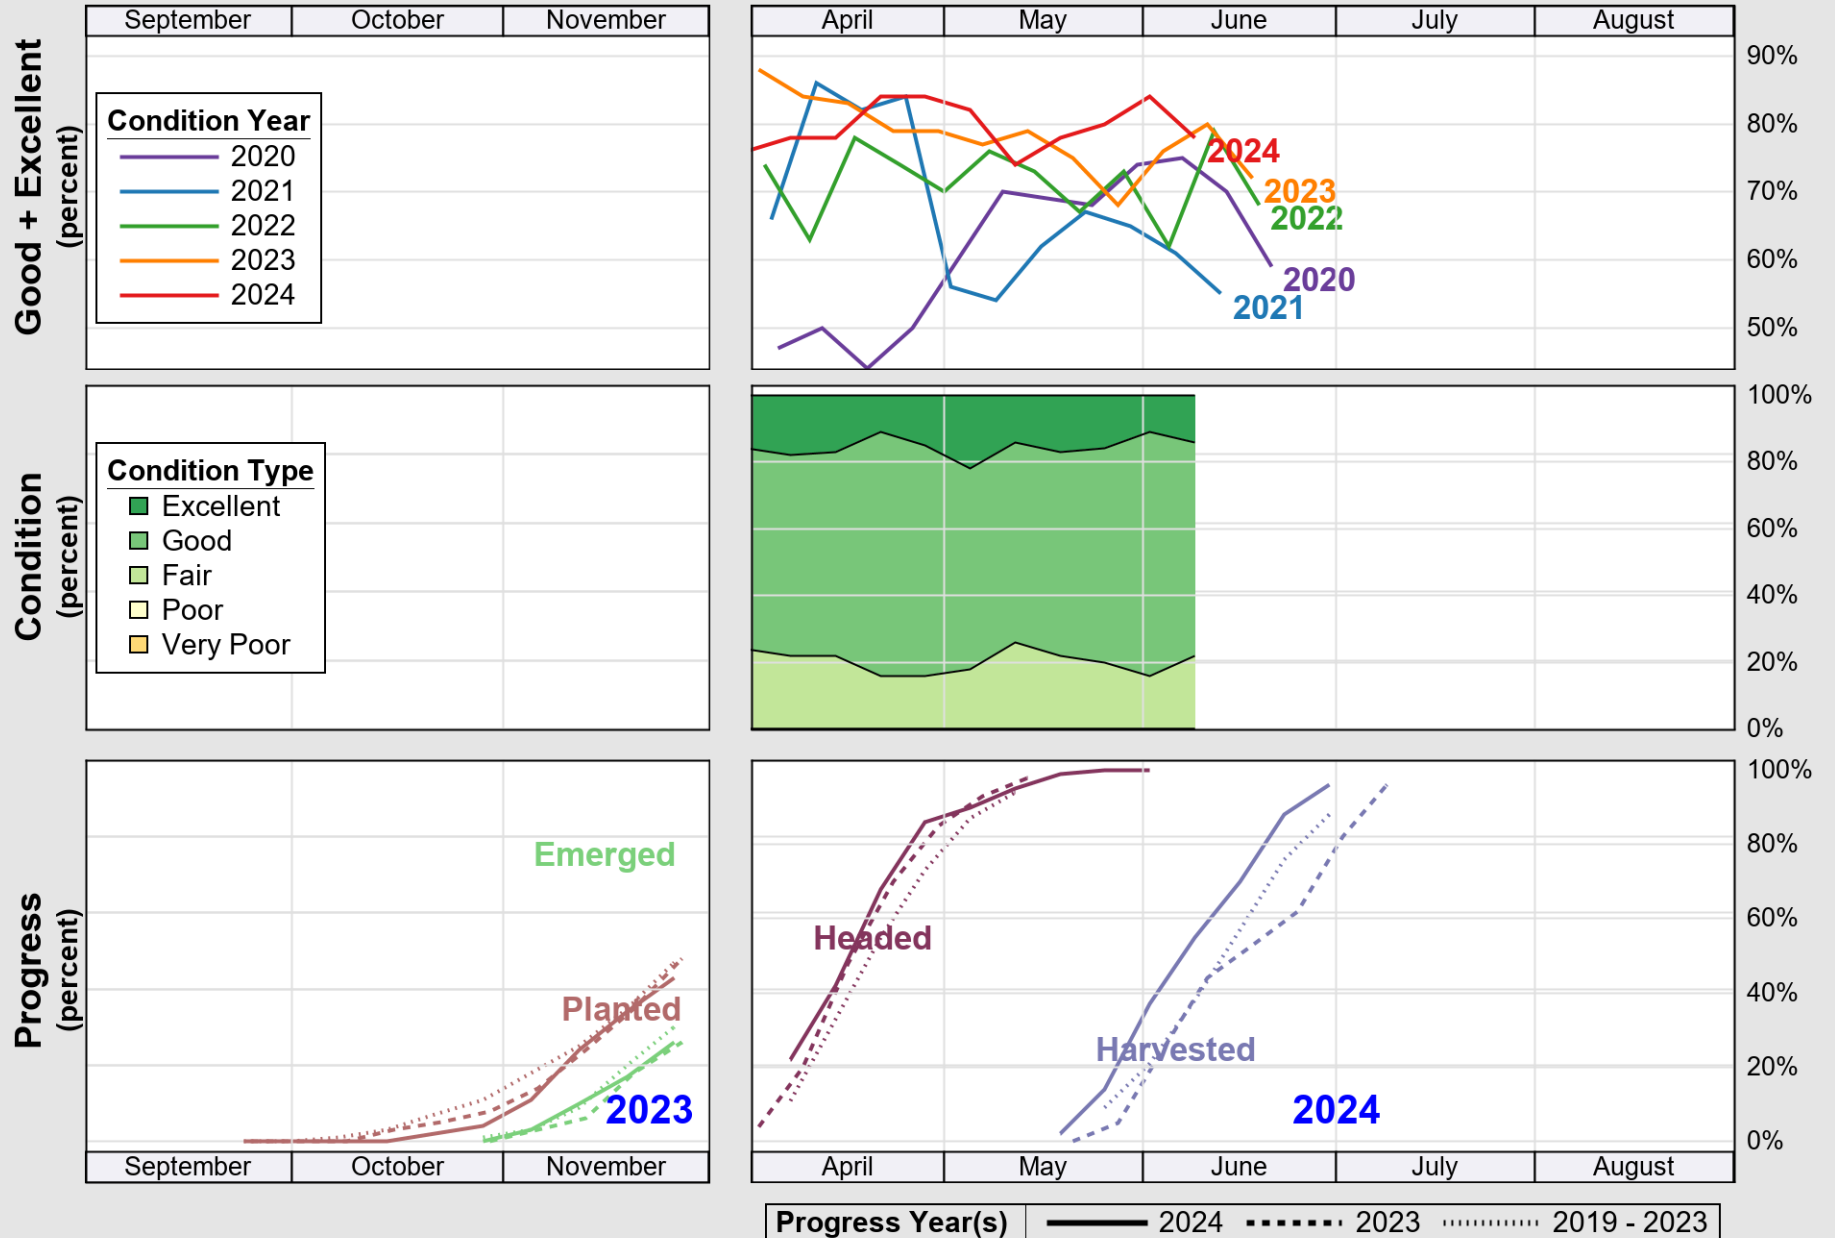 September October November April May June July August
Good + Excellent
(percent)
90%
80%
70%
60%
50%
Condition Year
2020
2021
2022
2023
2024
2024
2023
2022
2020
2021
Condition
(percent)
100%
80%
60%
40%
20%
0%
Condition Type
Excellent
Good
Fair
Poor
Very Poor
Progress
(percent)
100%
80%
60%
40%
20%
0%
Emerged
Planted
2023
Headed
Harvested
2024
September October November April May June July August
Progress Year(s) 2024 2023 2019 - 2023